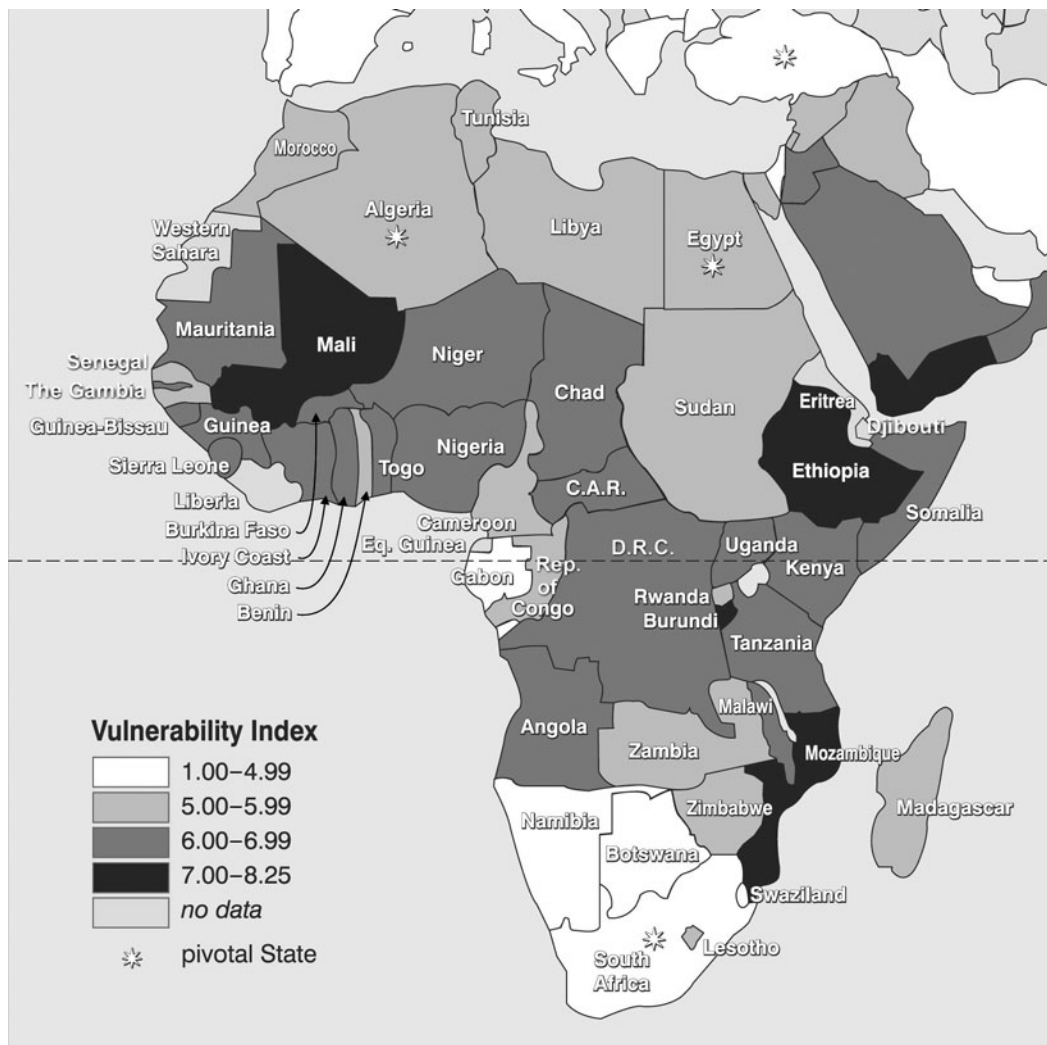 Tunisia
Morocco
Algeria
Western
Sahara
Libya
Egypt
Mauritania
Mali
Niger
Senegal
The Gambia
Chad
Sudan
Eritrea
Guinea-Bissau
Guinea
Djibouti
Nigeria
Togo
Sierra Leone
Ethiopia
C.A.R.
Liberia
Somalia
Burkina Faso
Cameroon
Ivory Coast
Eq. Guinea
D.R.C.
Uganda
Kenya
Ghana
Gabon
Rep.
of
Congo
Benin
Rwanda
Burundi
Tanzania
Angola
Malawi
Zambia
Mozambique
Zimbabwe
Madagascar
Namibia
Botswana
Swaziland
South
Africa
Lesotho
Vulnerability Index
1.00–4.99
5.00–5.99
6.00–6.99
7.00–8.25
no data
pivotal State